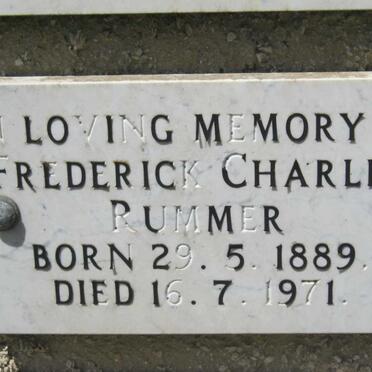 N LOVING MEMORY
FREDERICK CHARLE
RUMMER
BORN 29.5.1889.
DIED 16.7.1971.